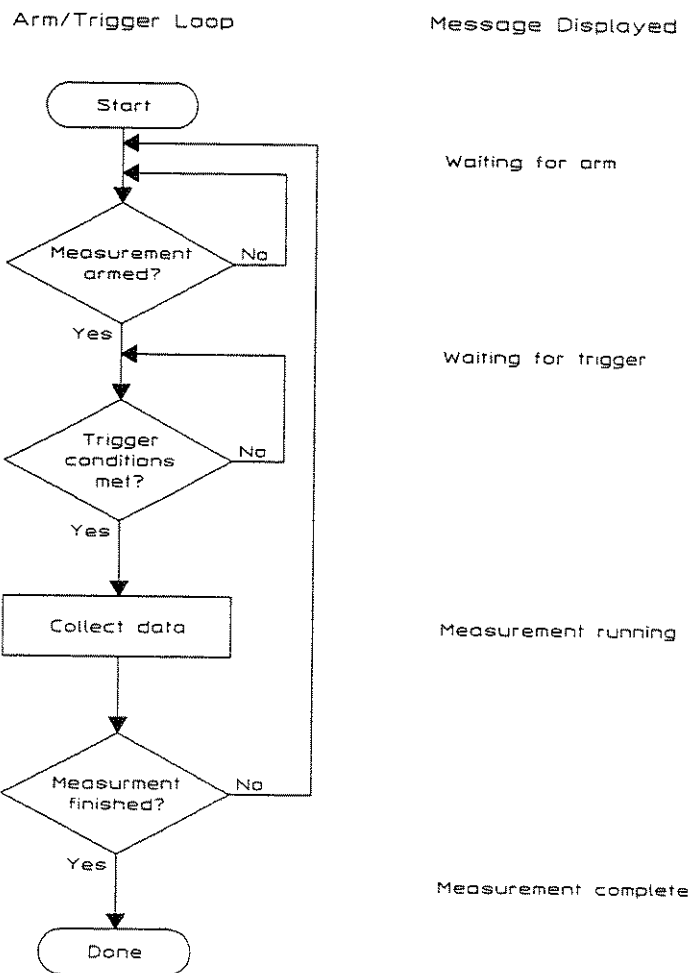 Arm/Trigger Loop
Message Displayed
Start
Waiting for arm
Measurement
armed?
No
Yes
Waiting for trigger
Trigger
conditions
met?
No
Yes
Collect data
Measurement running
Measurment
finished?
No
Yes
Measurement complete
Done